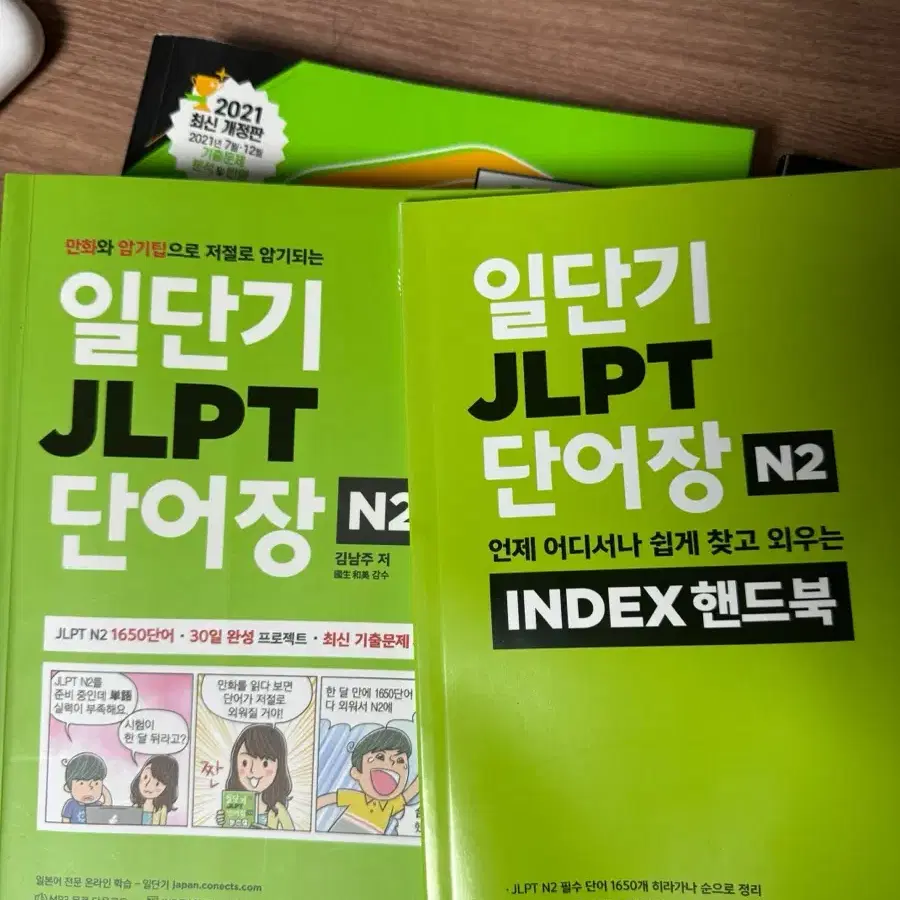 2021
최신 개정판
2021년 7월·12월
기출문제
만화와 암기팁으로 저절로 암기되는
일단기
JLPT
단어장 N2
김남주 저
國生 和美 감수
JLPT N2 1650단어 · 30일 완성 프로젝트 · 최신 기출문제
JLPT N2를
준비 중인데 単語
실력이 부족해요.
시험이
한 달 뒤라고?
만화를 읽다 보면
단어가 저절로
외워질 거야!
짠
JLPT
한 달 만에 1650단어
다 외워서 N2에
일본어 전문 온라인 학습 – 일단기 japan.conects.com
일단기
JLPT
단어장 N2
언제 어디서나 쉽게 찾고 외우는
INDEX 핸드북
· JLPT N2 필수 단어 1650개 히라가나 순으로 정리